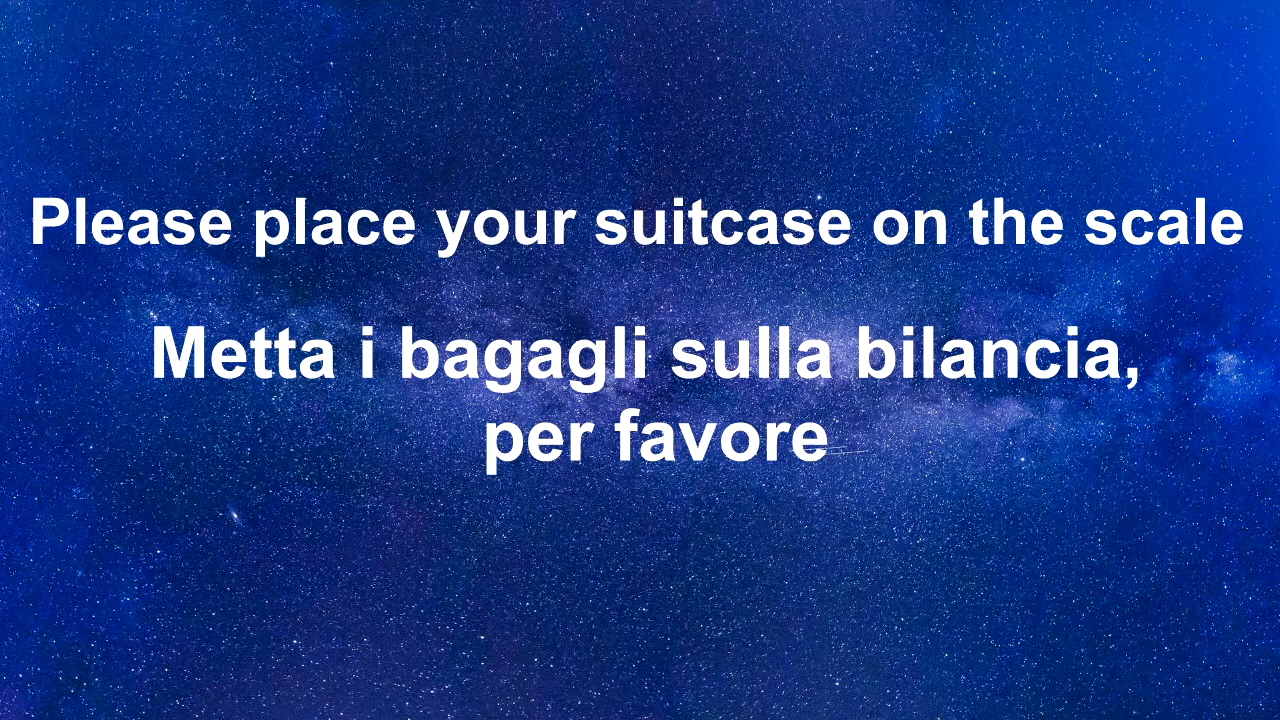 Please place your suitcase on the scale
Metta i bagagli sulla bilancia,
per favore